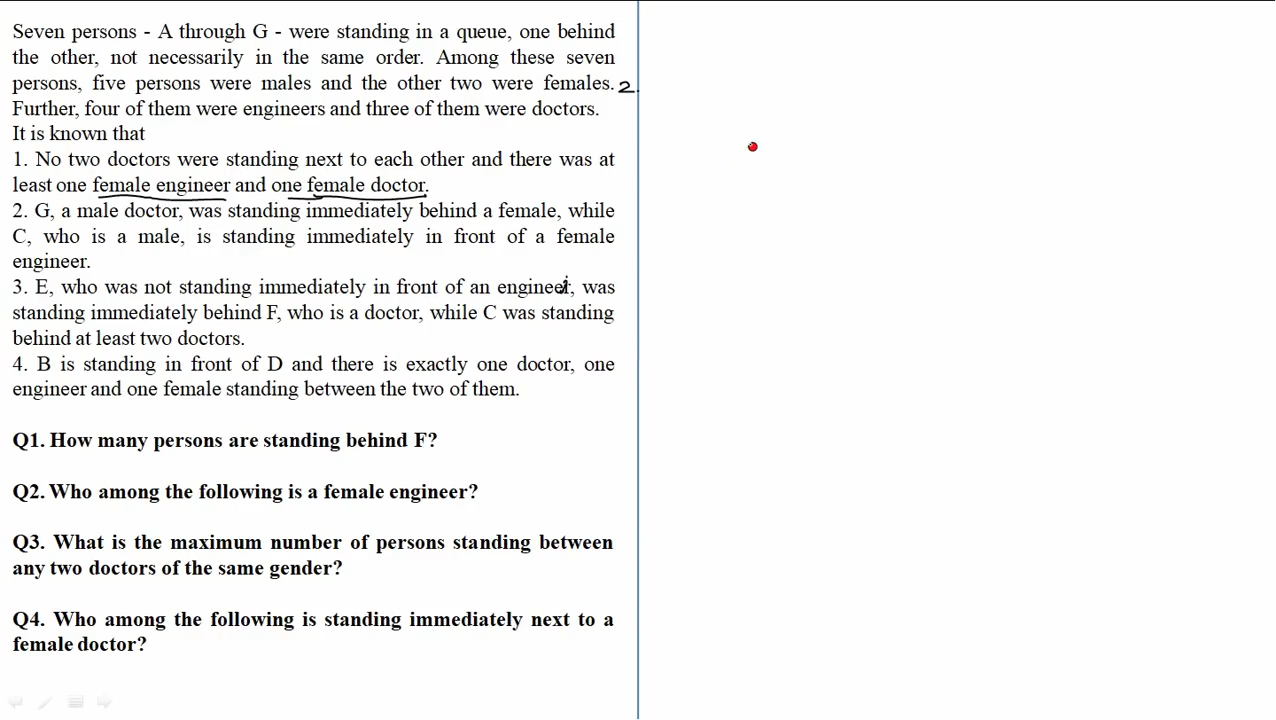 Seven persons - A through G - were standing in a queue, one behind
the other, not necessarily in the same order. Among these seven
persons, five persons were males and the other two were females. 2.
Further, four of them were engineers and three of them were doctors.
It is known that
1. No two doctors were standing next to each other and there was at
least one female engineer and one female doctor.
2. G, a male doctor, was standing immediately behind a female, while
C, who is a male, is standing immediately in front of a female
engineer.
3. E, who was not standing immediately in front of an engineer, was
standing immediately behind F, who is a doctor, while C was standing
behind at least two doctors.
4. B is standing in front of D and there is exactly one doctor, one
engineer and one female standing between the two of them.
Q1. How many persons are standing behind F?
Q2. Who among the following is a female engineer?
Q3. What is the maximum number of persons standing between
any two doctors of the same gender?
Q4. Who among the following is standing immediately next to a
female doctor?